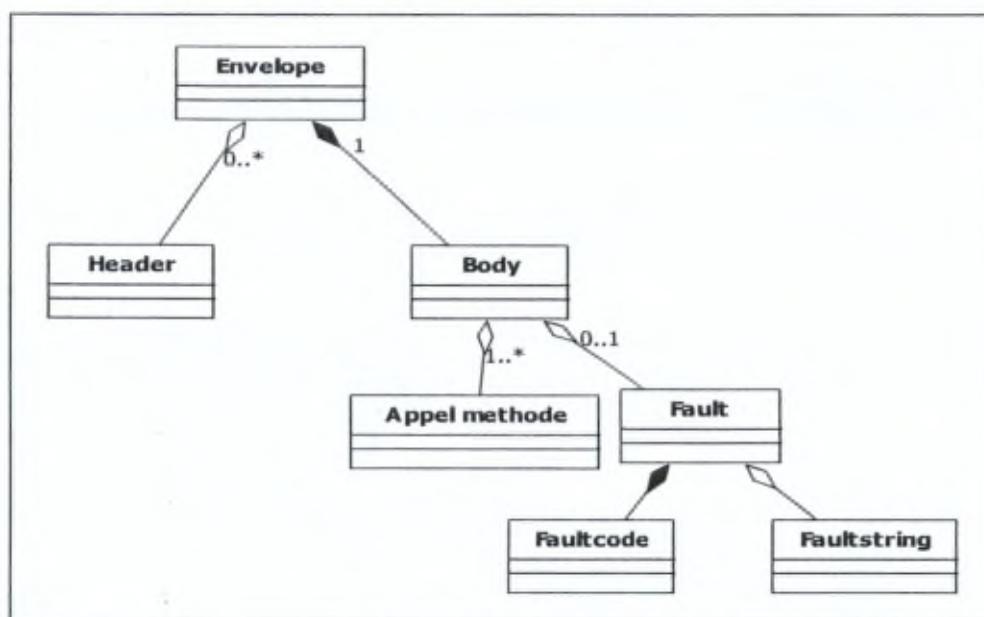 Envelope
0..*
1
Header
Body
1..*
0..1
Appel methode
Fault
Faultcode
Faultstring